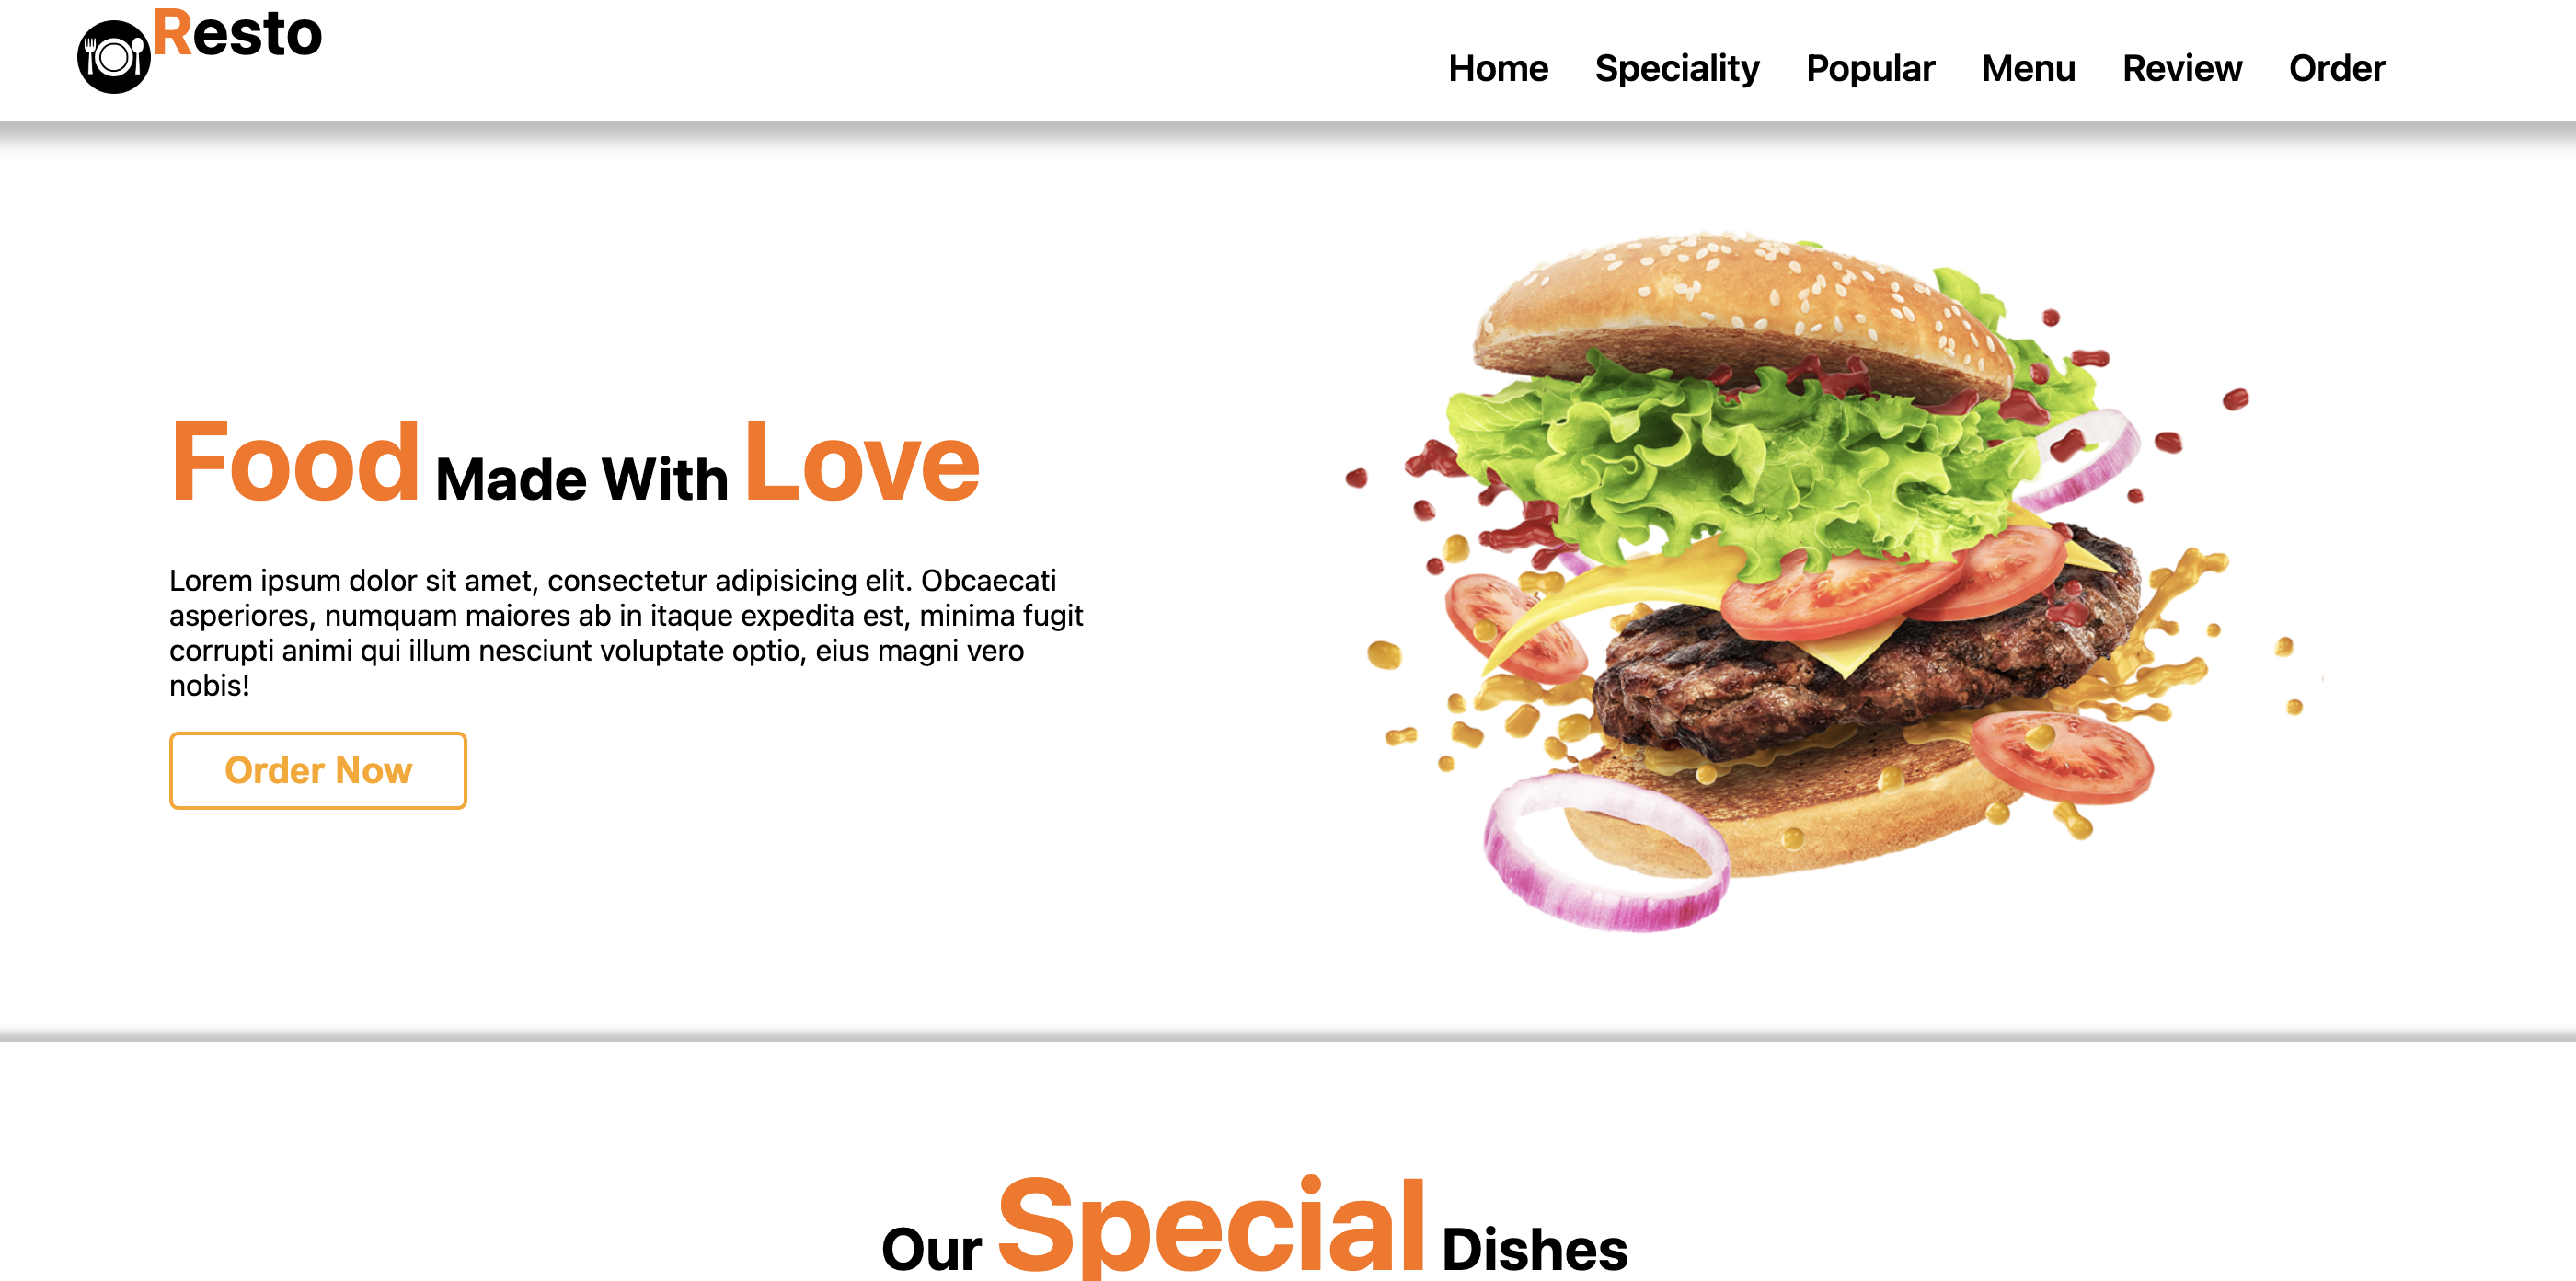 Resto
Home Speciality Popular Menu Review Order
Food Made With Love
Lorem ipsum dolor sit amet, consectetur adipisicing elit. Obcaecati
asperiores, numquam maiores ab in itaque expedita est, minima fugit
corrupti animi qui illum nesciunt voluptate optio, eius magni vero
nobis!
Order Now
Our Special Dishes